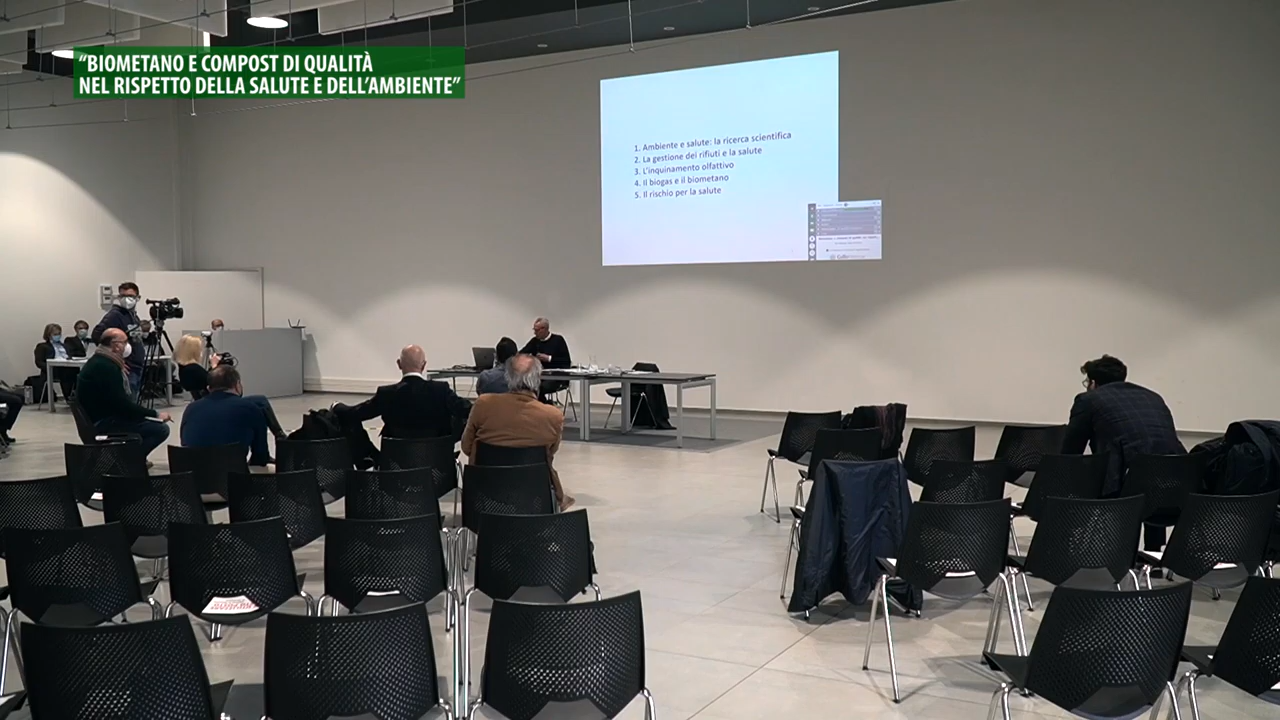 “BIOMETANO E COMPOST DI QUALITÀ
NEL RISPETTO DELLA SALUTE E DELL’AMBIENTE”
1. Ambiente e salute: la ricerca scientifica
2. La gestione dei rifiuti e la salute
3. L'inquinamento olfattivo
4. Il biogas e il biometano
5. Il rischio per la salute